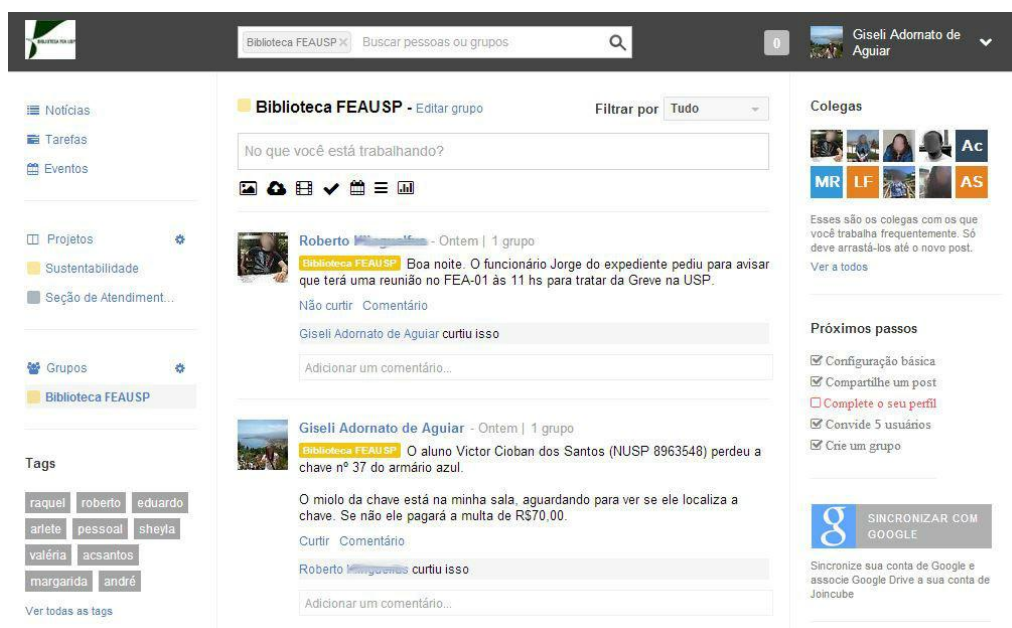 BIBLIOTECA FEA USP
Biblioteca FEAUSP × Buscar pessoas ou grupos
0
Giseli Adornato de
Aguiar
Notícias
Tarefas
Eventos
Projetos
Sustentabilidade
Seção de Atendiment...
Grupos
Biblioteca FEAUSP
Tags
raquel roberto eduardo
arlete pessoal sheyla
valéria acsantos
margarida andré
Ver todas as tags
Biblioteca FEAUSP - Editar grupo
Filtrar por Tudo
No que você está trabalhando?
Roberto - Ontem | 1 grupo
Biblioteca FEAUSP Boa noite. O funcionário Jorge do expediente pediu para avisar
que terá uma reunião no FEA-01 às 11 hs para tratar da Greve na USP.
Não curtir Comentário
Giseli Adornato de Aguiar curtiu isso
Adicionar um comentário...
Giseli Adornato de Aguiar - Ontem | 1 grupo
Biblioteca FEAUSP O aluno Victor Cioban dos Santos (NUSP 8963548) perdeu a
chave nº 37 do armário azul.
O miolo da chave está na minha sala, aguardando para ver se ele localiza a
chave. Se não ele pagará a multa de R$70,00.
Curtir Comentário
Roberto curtiu isso
Adicionar um comentário...
Colegas
Ac
MR LF AS
Esses são os colegas com os que
você trabalha frequentemente. Só
deve arrastá-los até o novo post.
Ver a todos
Próximos passos
Configuração básica
Compartilhe um post
Complete o seu perfil
Convide 5 usuários
Crie um grupo
g SINCRONIZAR COM
GOOGLE
Sincronize sua conta de Google e
associe Google Drive a sua conta de
Joincube